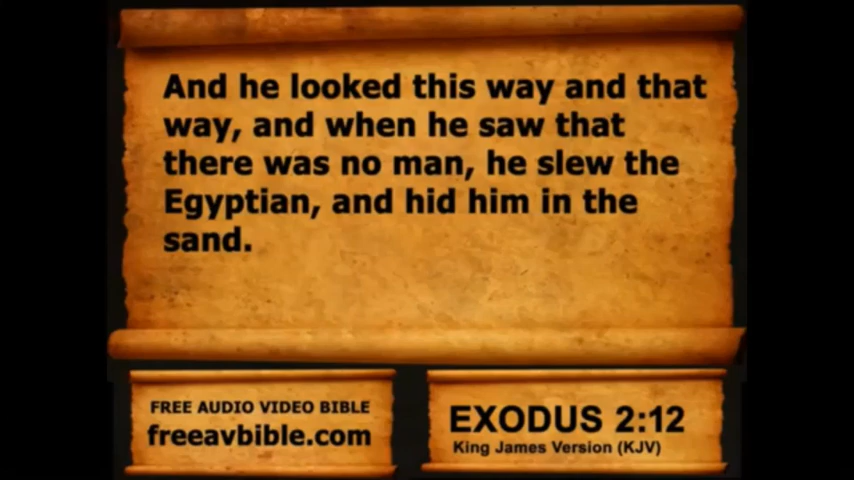 And he looked this way and that
way, and when he saw that
there was no man, he slew the
Egyptian, and hid him in the
sand.
FREE AUDIO VIDEO BIBLE
freeavbible.com
EXODUS 2:12
King James Version (KJV)